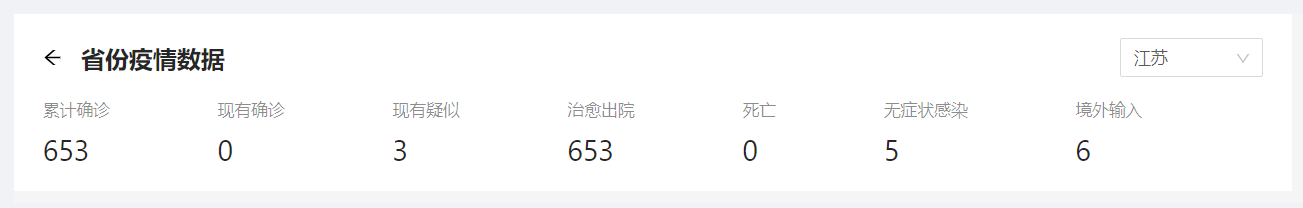 省份疫情数据 江苏
累计确诊 现有确诊 现有疑似 治愈出院 死亡 无症状感染 境外输入
653 0 3 653 0 5 6